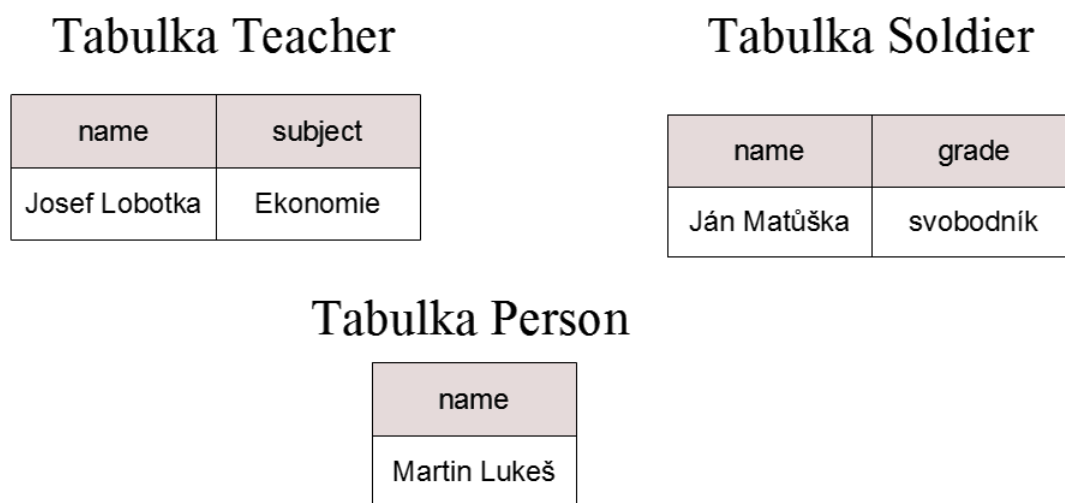 Tabulka Teacher
name subject
Josef Lobotka Ekonomie
Tabulka Soldier
name grade
Ján Matůška svobodník
Tabulka Person
name
Martin Lukeš